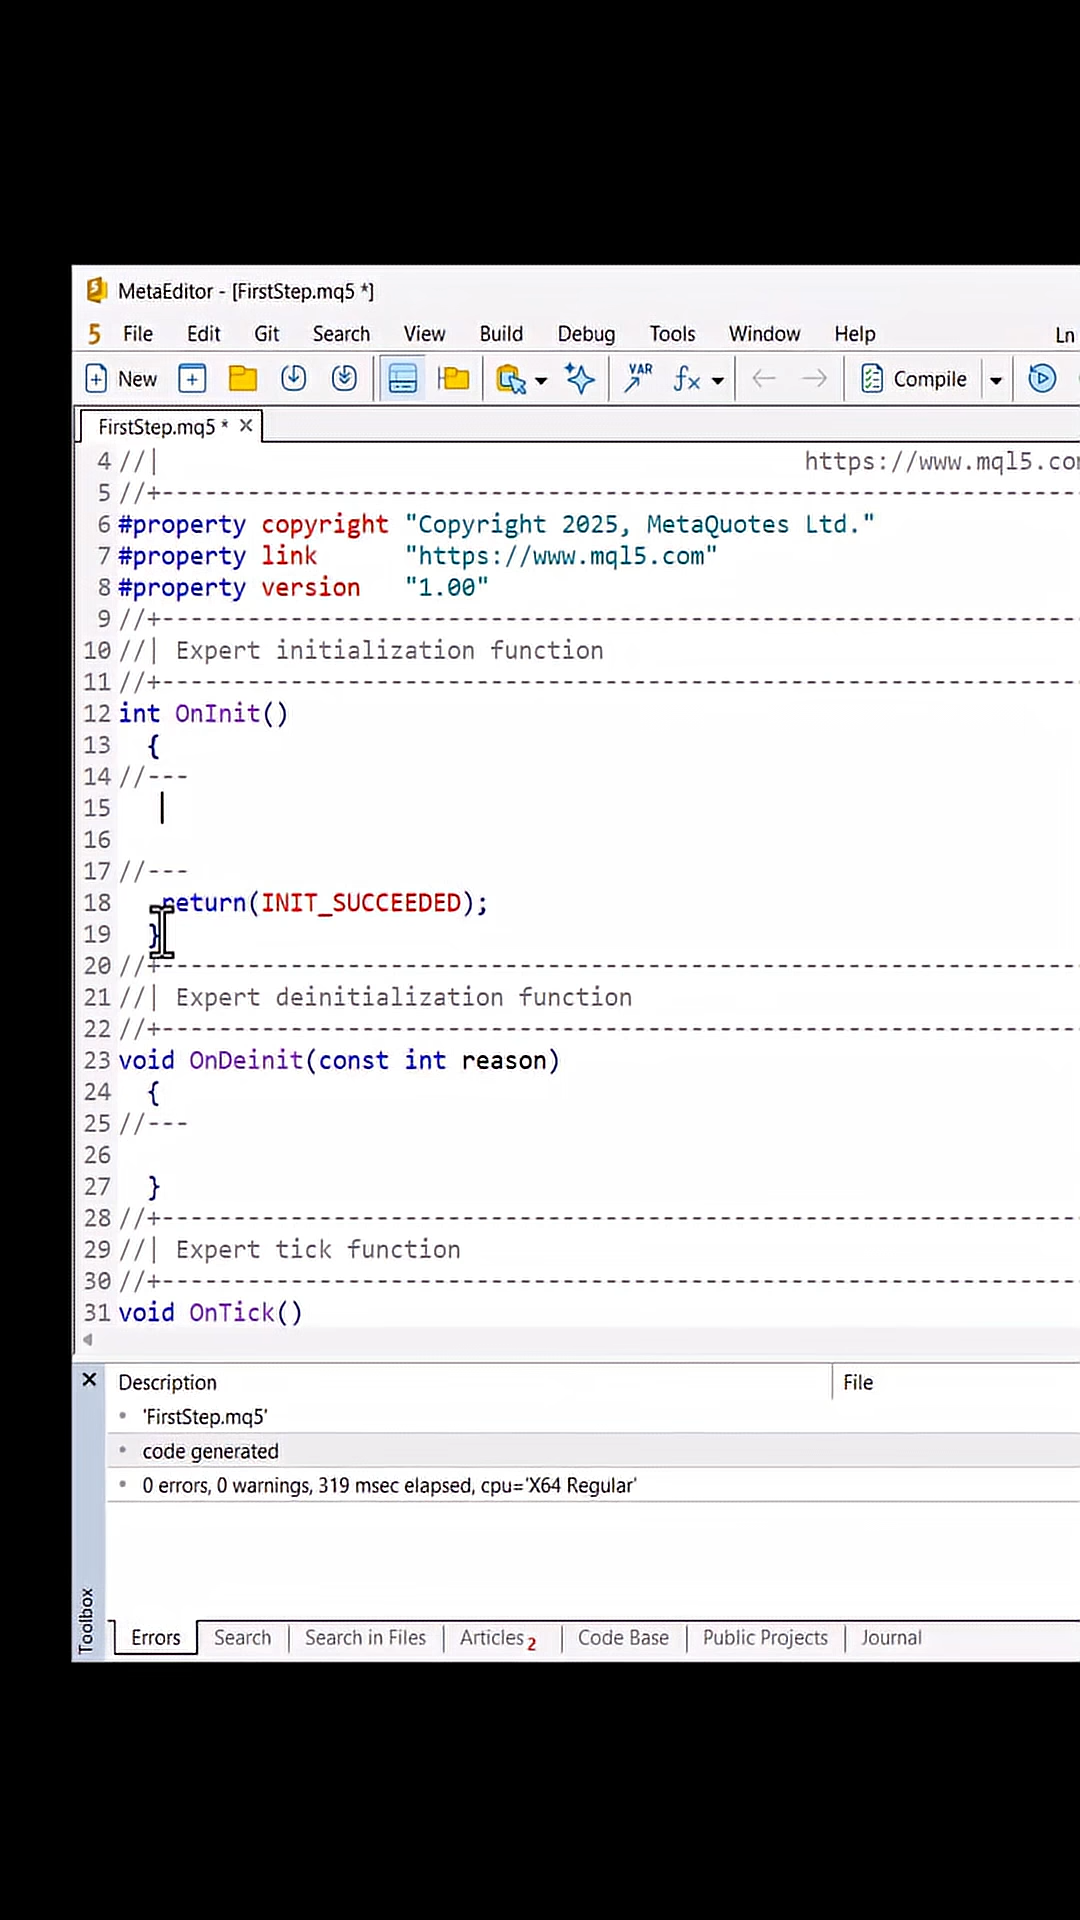 MetaEditor - [FirstStep.mq5 *]
5 File Edit Git Search View Build Debug Tools Window Help Ln
New VAR fx Compile
FirstStep.mq5 * ×
4 //| https://www.mql5.co
5 //+------------------------------------------------------------------
6 #property copyright "Copyright 2025, MetaQuotes Ltd."
7 #property link "https://www.mql5.com"
8 #property version "1.00"
9 //+------------------------------------------------------------------
10 //| Expert initialization function
11 //+------------------------------------------------------------------
12 int OnInit()
13 {
14 //---
15
16
17 //---
18 return(INIT_SUCCEEDED);
19 }
20 //+------------------------------------------------------------------
21 //| Expert deinitialization function
22 //+------------------------------------------------------------------
23 void OnDeinit(const int reason)
24 {
25 //---
26
27 }
28 //+------------------------------------------------------------------
29 //| Expert tick function
30 //+------------------------------------------------------------------
31 void OnTick()
× Description File
• 'FirstStep.mq5'
• code generated
• 0 errors, 0 warnings, 319 msec elapsed, cpu='X64 Regular'
Toolbox
Errors | Search | Search in Files | Articles 2 | Code Base | Public Projects | Journal